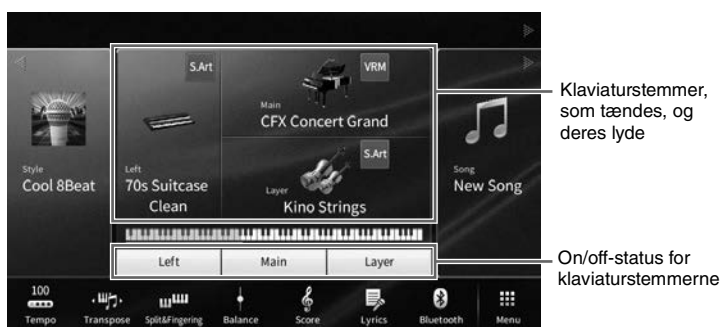 S.Art
VRM
Main
CFX Concert Grand
Style
Cool 8Beat
Left
70s Suitcase
Clean
S.Art
Layer
Kino Strings
Song
New Song
Left
Main
Layer
100
Tempo
Transpose
Split&Fingering
Balance
Score
Lyrics
Bluetooth
Menu
Klaviaturstemmer,
som tændes, og
deres lyde
On/off-status for
klaviaturstemmerne